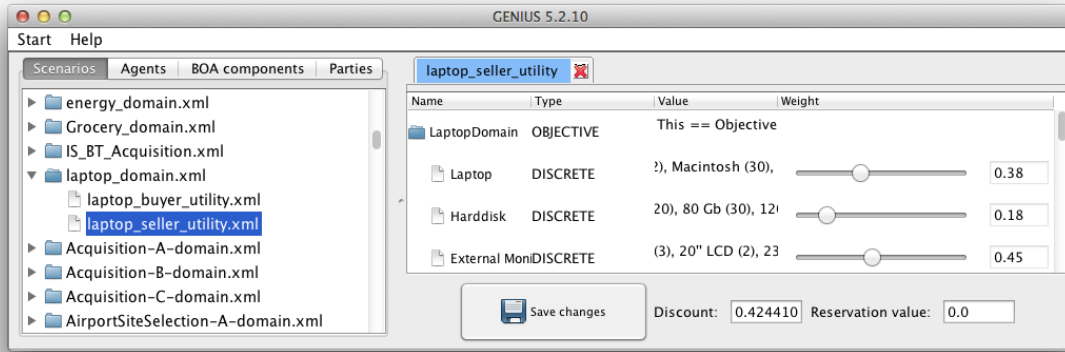 GENIUS 5.2.10
Start Help
Scenarios Agents BOA components Parties
energy_domain.xml
Grocery_domain.xml
IS_BT_Acquisition.xml
laptop_domain.xml
laptop_buyer_utility.xml
laptop_seller_utility.xml
Acquisition-A-domain.xml
Acquisition-B-domain.xml
Acquisition-C-domain.xml
AirportSiteSelection-A-domain.xml
laptop_seller_utility
Name Type Value Weight
LaptopDomain OBJECTIVE This == Objective
Laptop DISCRETE 2), Macintosh (30), 0.38
Harddisk DISCRETE 20), 80 Gb (30), 120 0.18
External Moni DISCRETE (3), 20" LCD (2), 23 0.45
Save changes Discount: 0.424410 Reservation value: 0.0